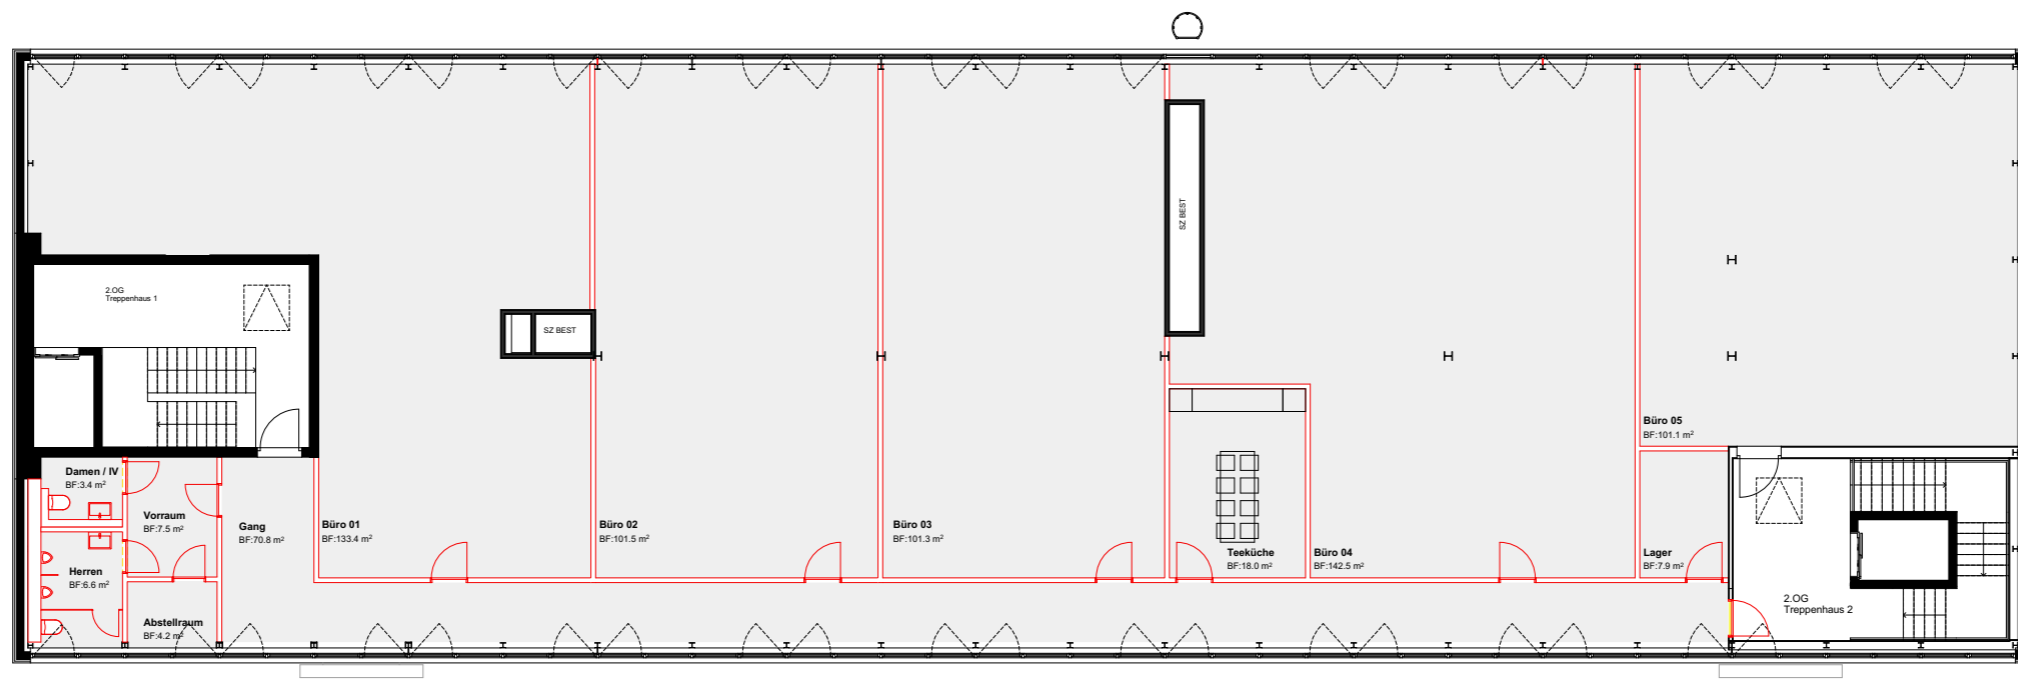 SZ BEST
2.OG
Treppenhaus 1
SZ BEST
Büro 05
BF:101.1 m²
Damen / IV
BF:3.4 m²
Vorraum
BF:7.5 m²
Gang
BF:70.8 m²
Büro 01
BF:133.4 m²
Büro 02
BF:101.5 m²
Büro 03
BF:101.3 m²
Teeküche
BF:18.0 m²
Büro 04
BF:142.5 m²
Lager
BF:7.9 m²
Herren
BF:6.6 m²
Abstellraum
BF:4.2 m²
2.OG
Treppenhaus 2